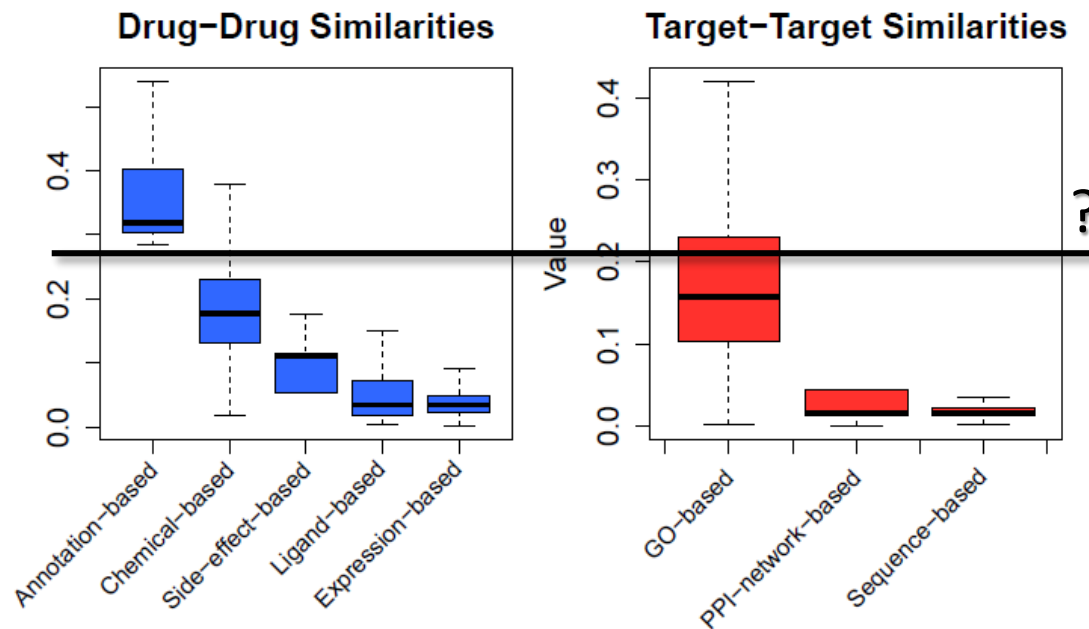 Drug−Drug Similarities
0.4
0.2
0.0
Annotation−based
Chemical−based
Side−effect−based
Ligand−based
Expression−based
Target−Target Similarities
Value
0.4
0.3
0.2
0.1
0.0
GO−based
PPI−network−based
Sequence−based
?